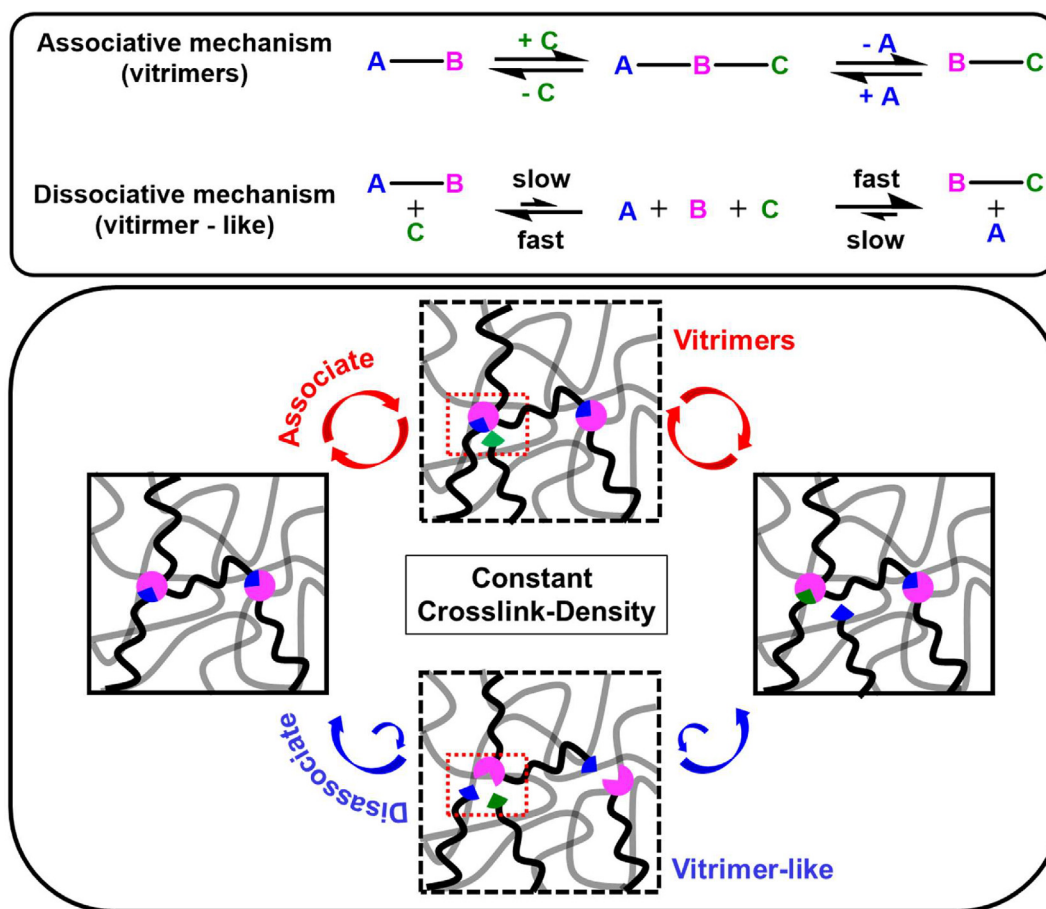 Associative mechanism
(vitrimers)
A B
+ C
- C
A B C
- A
+ A
B C
Dissociative mechanism
(vitirmer - like)
A B
+
C
slow
fast
A + B + C
fast
slow
B C
+
A
Associate
Vitrimers
Constant
Crosslink-Density
Disassociate
Vitrimer-like